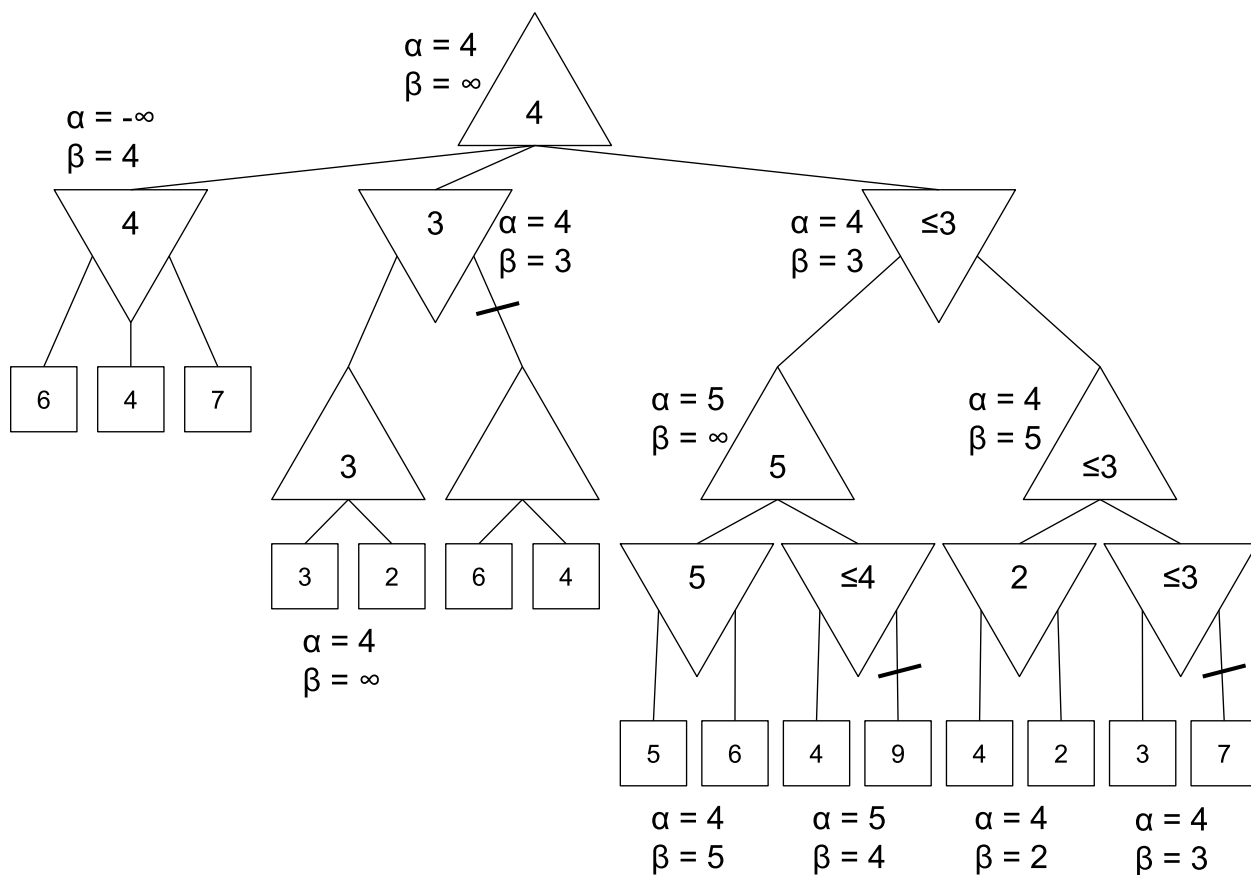 α = 4
β = ∞
4
α = -∞
β = 4
4
3
α = 4
β = 3
α = 4
β = 3
≤3
6
4
7
3
α = 5
β = ∞
5
α = 4
β = 5
≤3
3
2
6
4
5
≤4
2
≤3
α = 4
β = ∞
5
6
4
9
4
2
3
7
α = 4
β = 5
α = 5
β = 4
α = 4
β = 2
α = 4
β = 3